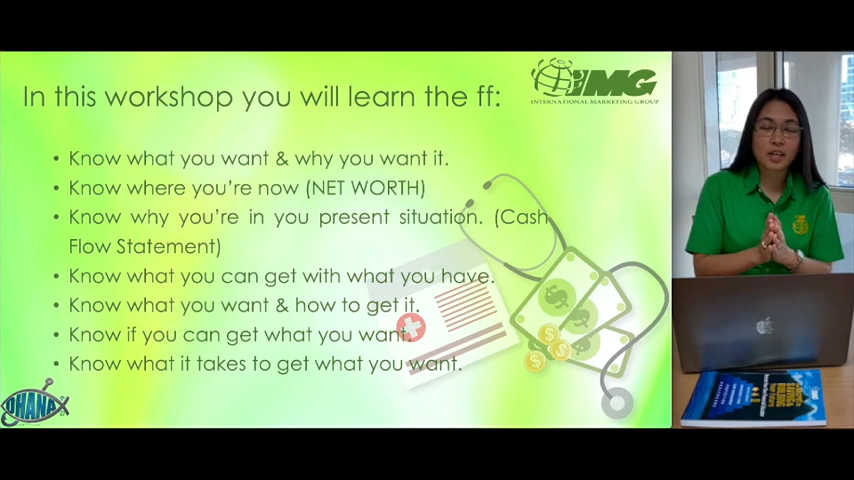 In this workshop you will learn the ff:
IMG
INTERNATIONAL MARKETING GROUP
• Know what you want & why you want it.
• Know where you're now (NET WORTH)
• Know why you're in you present situation. (Cash
Flow Statement)
• Know what you can get with what you have.
• Know what you want & how to get it.
• Know if you can get what you want.
• Know what it takes to get what you want.
OHANA